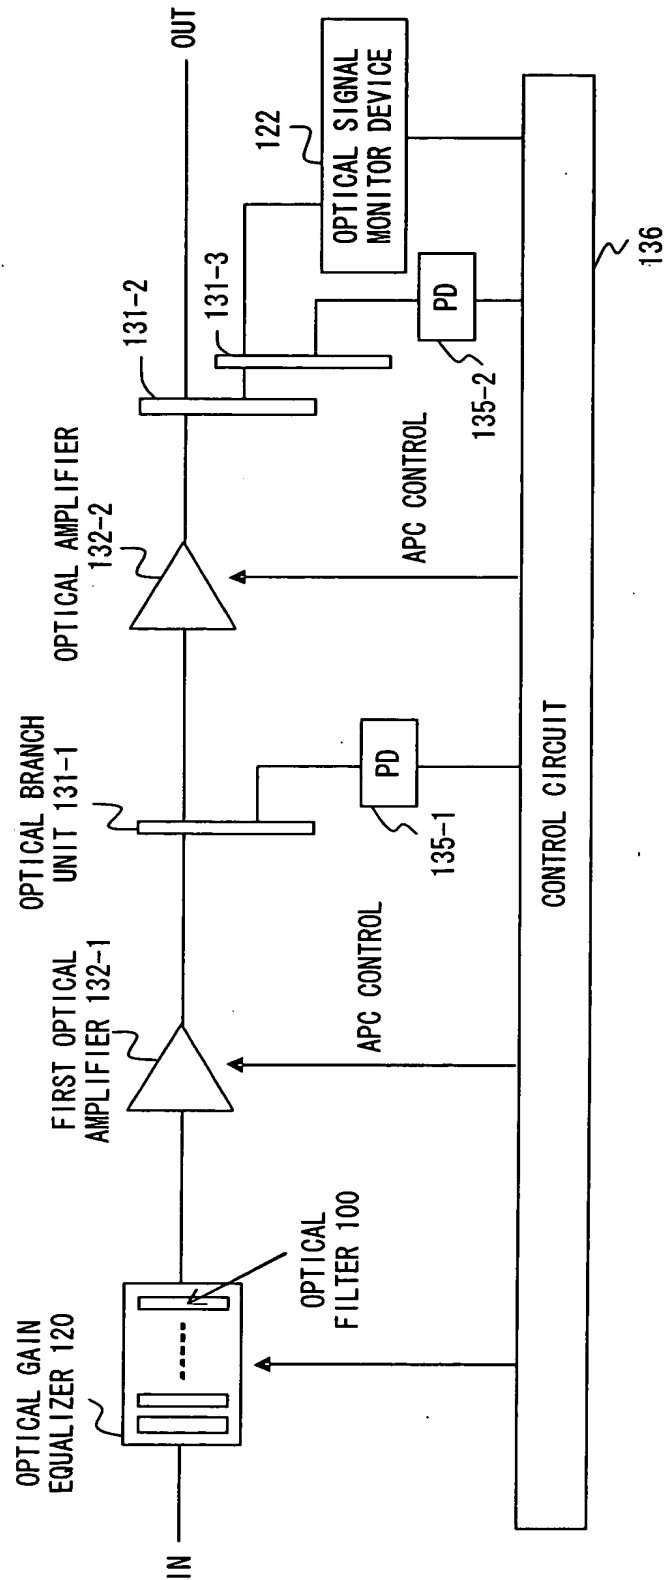 IN
OPTICAL GAIN
EQUALIZER 120
OPTICAL
FILTER 100
FIRST OPTICAL
AMPLIFIER 132-1
APC CONTROL
OPTICAL BRANCH
UNIT 131-1
PD
135-1
OPTICAL AMPLIFIER
132-2
APC CONTROL
131-2
131-3
PD
135-2
122
OPTICAL SIGNAL
MONITOR DEVICE
OUT
CONTROL CIRCUIT
136